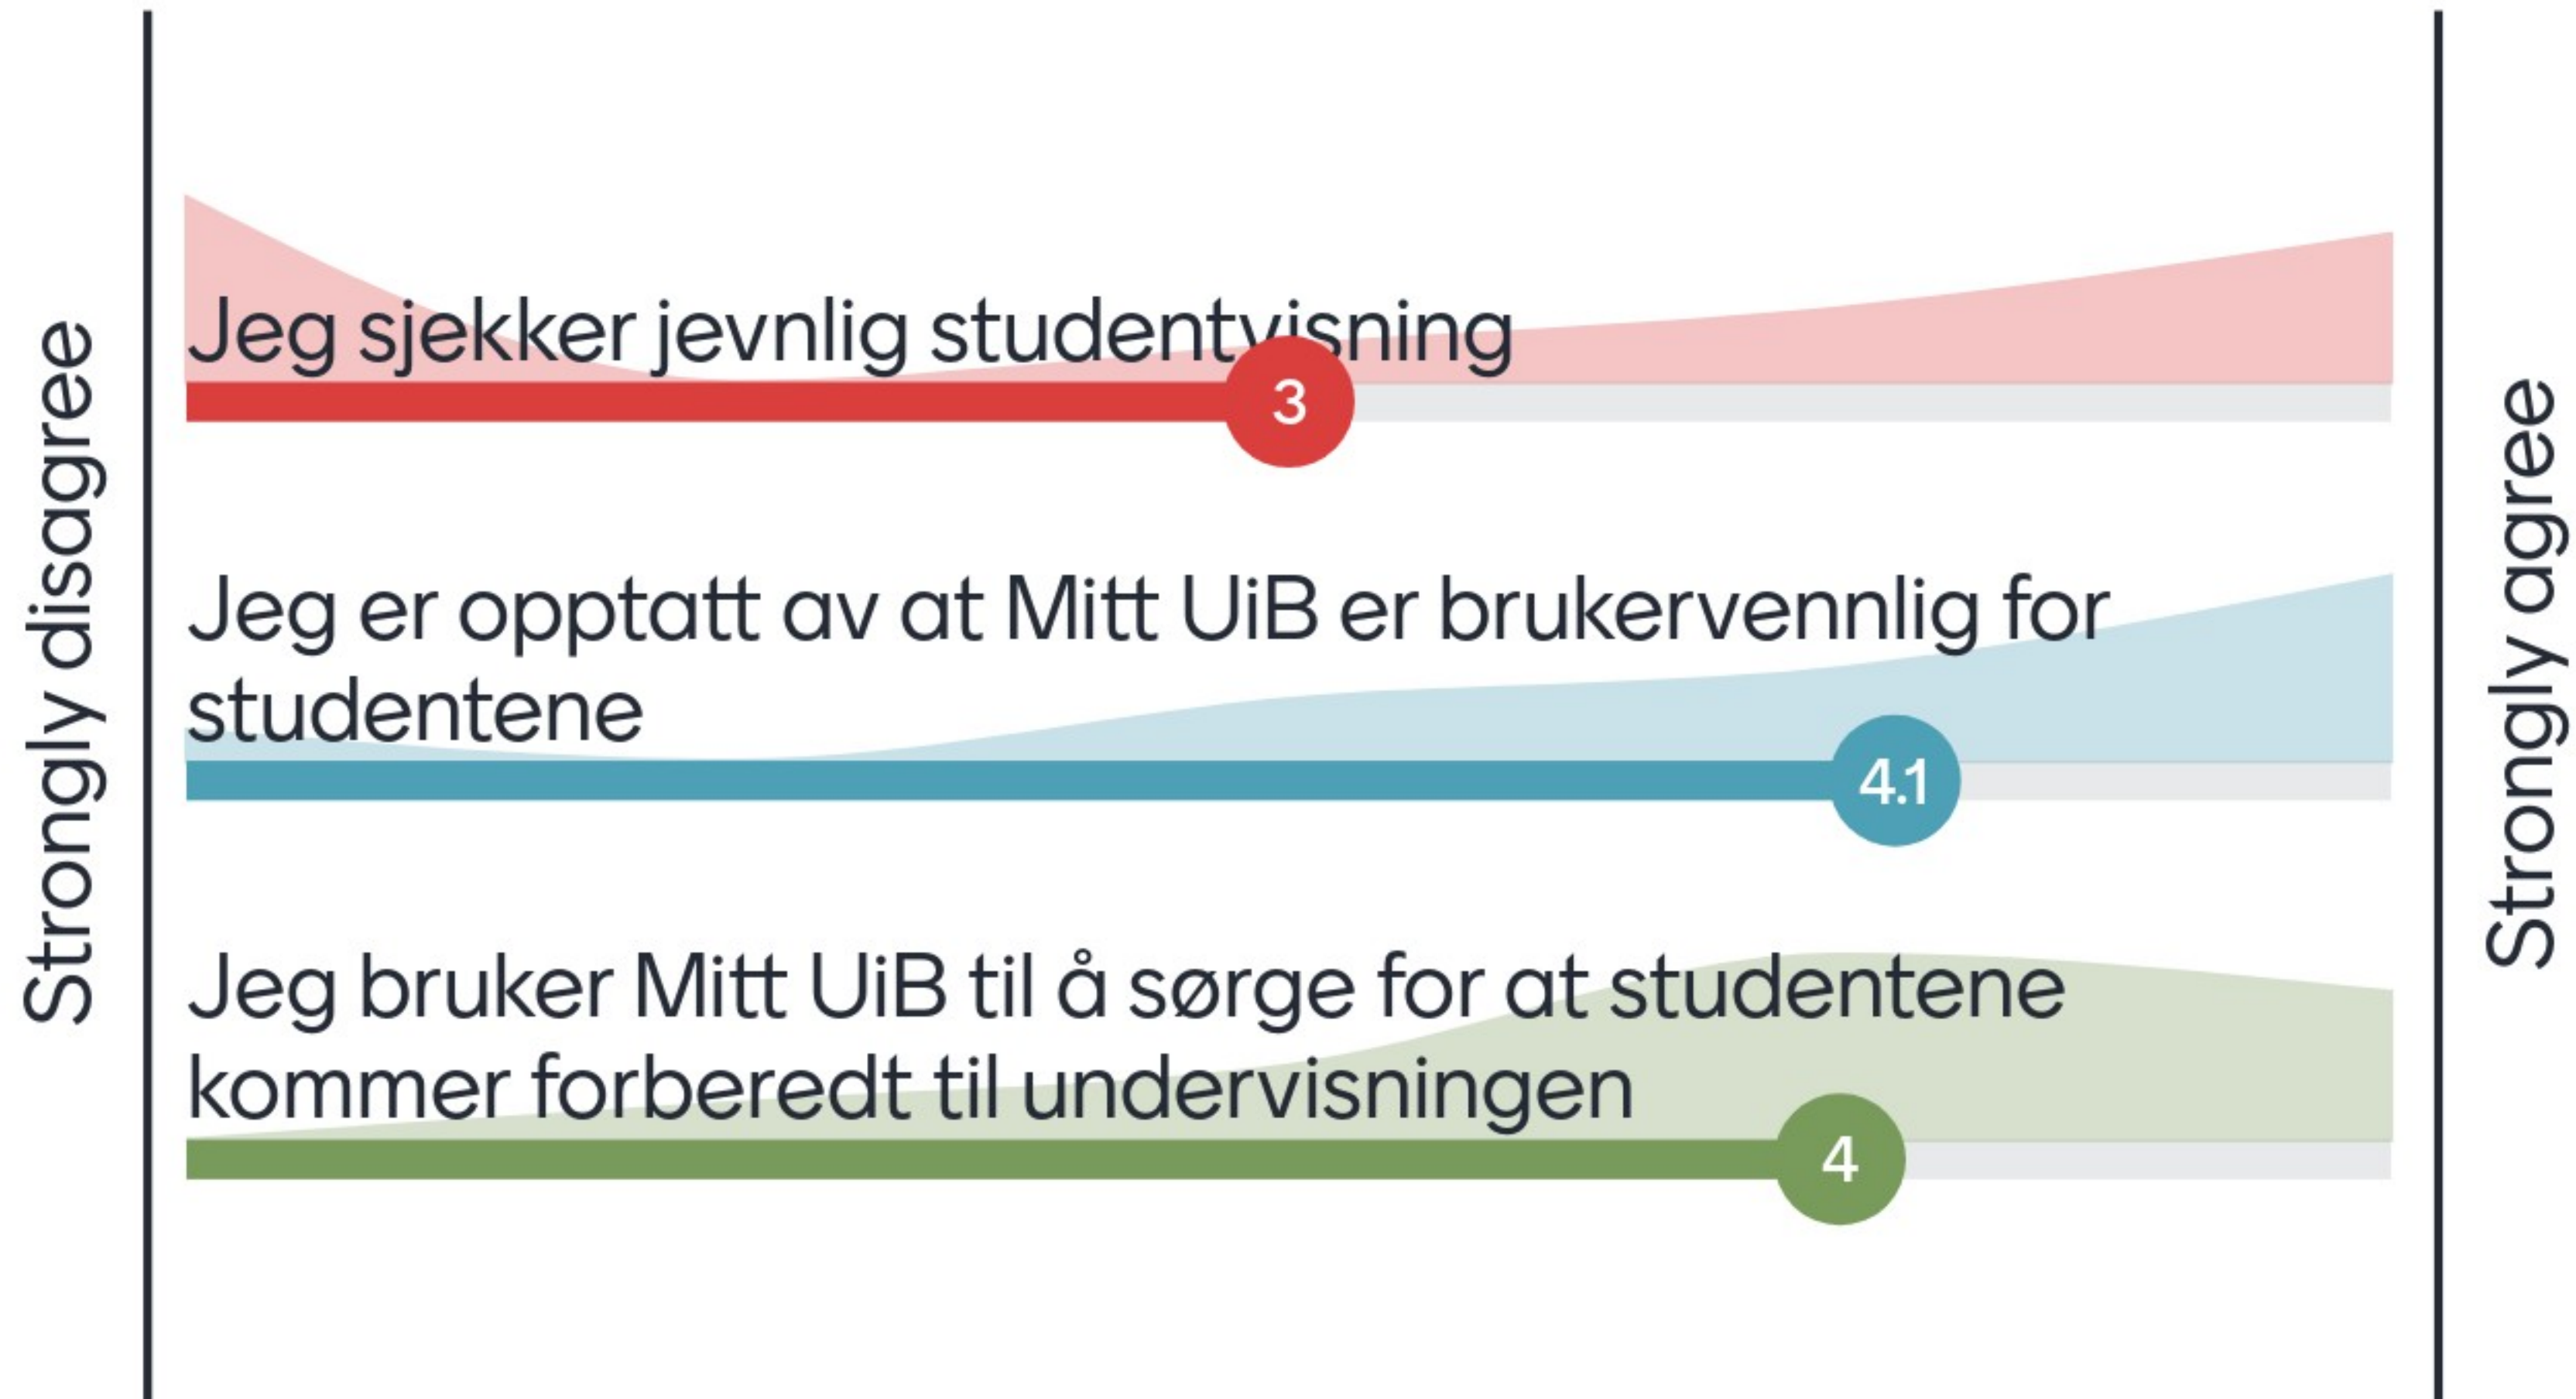 Strongly disagree
Jeg sjekker jevnlig studentvisning
3
Jeg er opptatt av at Mitt UiB er brukervennlig for
studentene
4.1
Jeg bruker Mitt UiB til å sørge for at studentene
kommer forberedt til undervisningen
4
Strongly agree